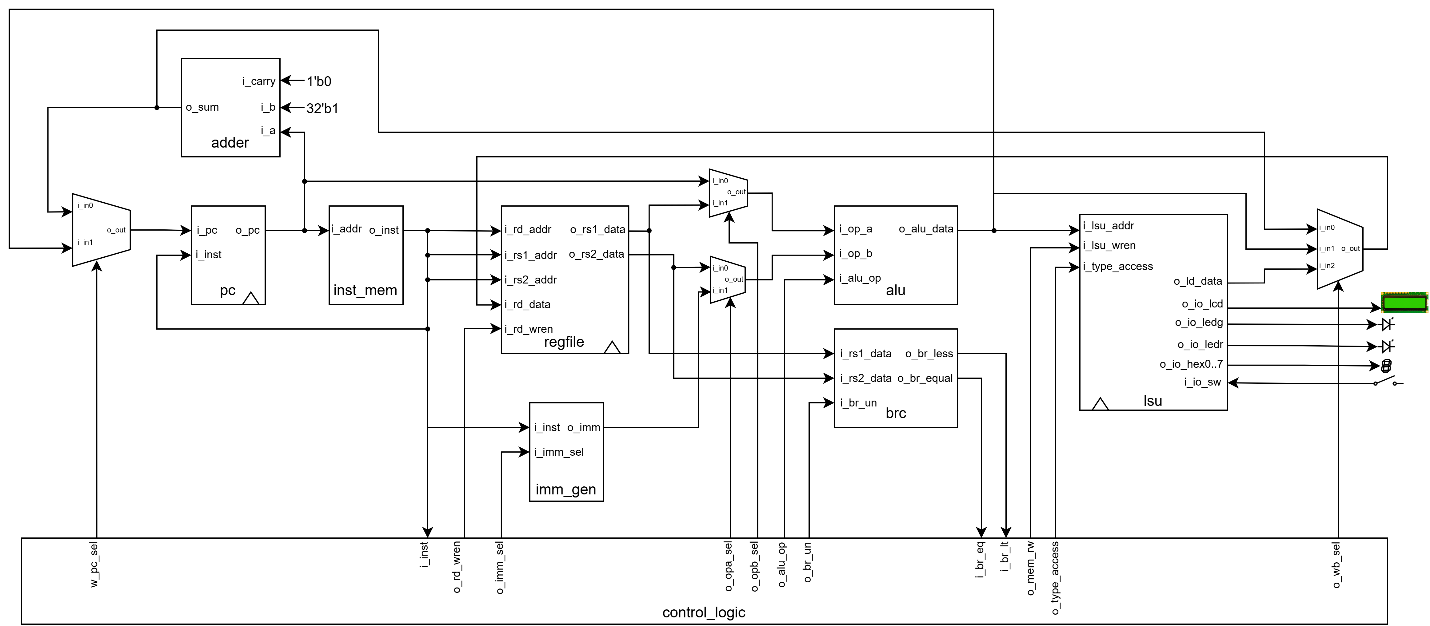 i_carry
1'b0
o_sum
i_b
32'b1
i_a
adder
i_in0
o_out
i_in1
i_pc
o_pc
i_inst
pc
i_addr
o_inst
inst_mem
i_rd_addr
o_rs1_data
i_rs1_addr
o_rs2_data
i_rs2_addr
i_rd_data
i_rd_wren
regfile
i_inst
o_imm
i_imm_sel
imm_gen
i_in0
o_out
i_in1
i_in0
o_out
i_in1
i_op_a
o_alu_data
i_op_b
i_alu_op
alu
i_rs1_data
o_br_less
i_rs2_data
o_br_equal
i_br_un
brc
i_lsu_addr
i_lsu_wren
i_type_access
o_ld_data
o_io_lcd
o_io_ledg
o_io_ledr
o_io_hex0..7
i_io_sw
lsu
i_in0
i_in1
o_out
i_in2
w_pc_sel
i_inst
o_rd_wren
o_imm_sel
o_opa_sel
o_opb_sel
o_alu_op
o_br_un
i_br_eq
i_br_lt
o_mem_rw
o_type_access
o_wb_sel
control_logic